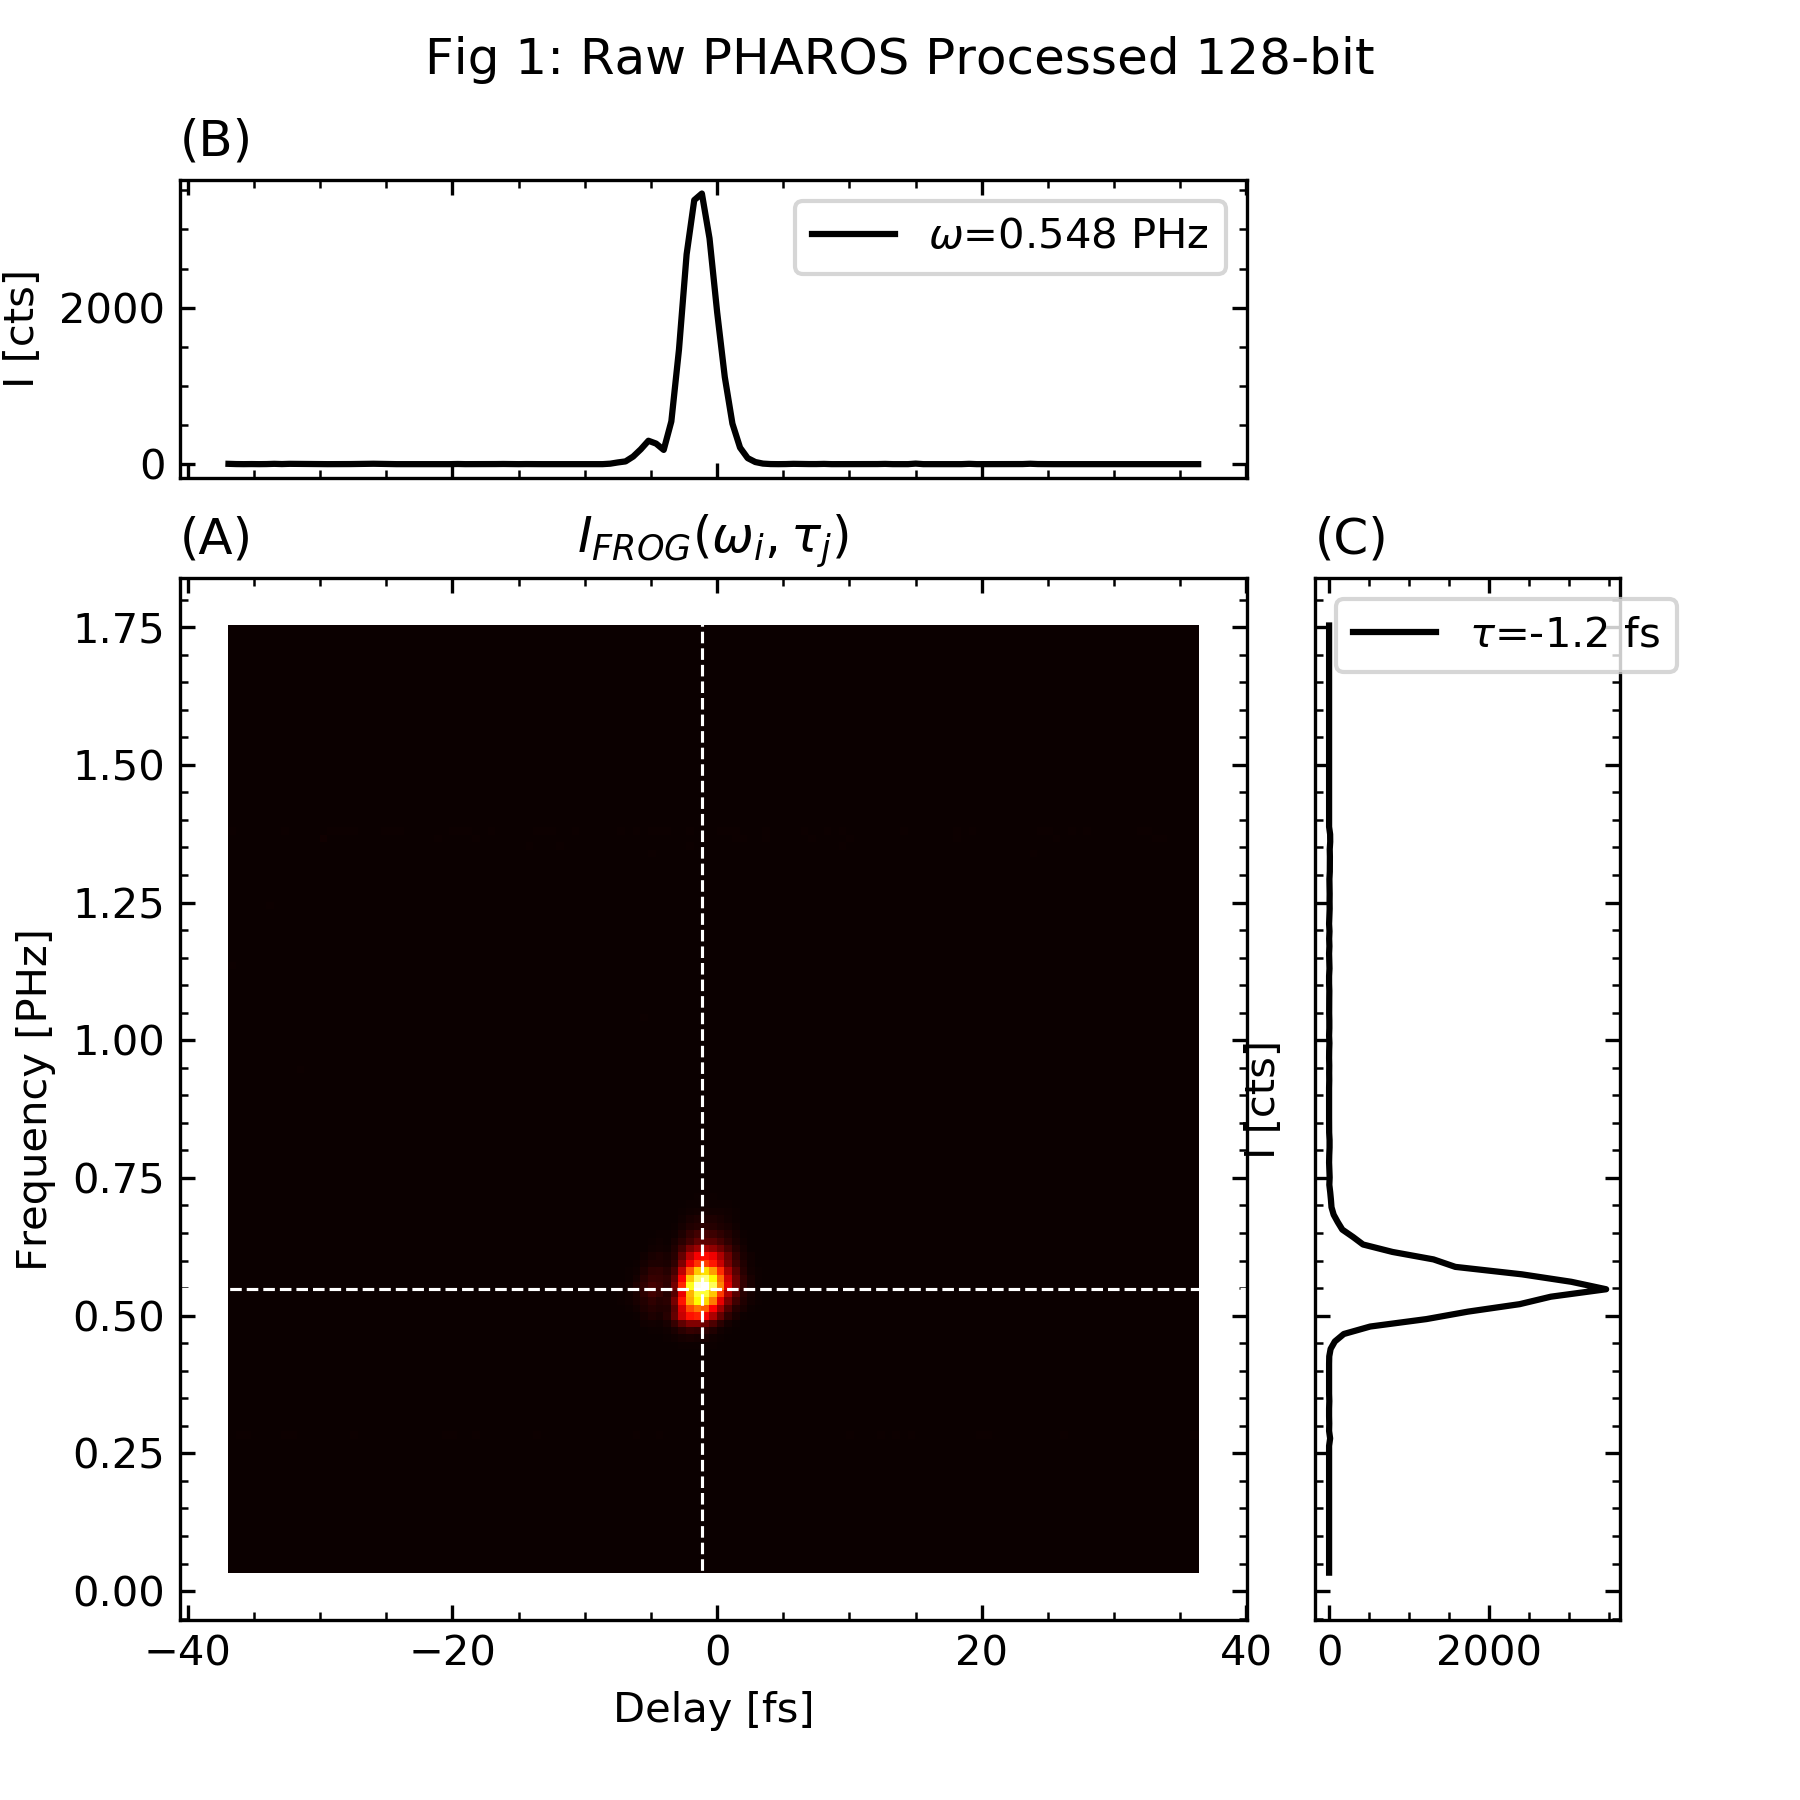 Fig 1: Raw PHAROS Processed 128-bit
(B)
I [cts]
2000
0
ω=0.548 PHz
(A)
I_{FROG}(ω_i, τ_j)
(C)
Frequency [PHz]
1.75
1.50
1.25
1.00
0.75
0.50
0.25
0.00
−40
−20
0
20
40
Delay [fs]
I [cts]
τ=-1.2 fs
0
2000